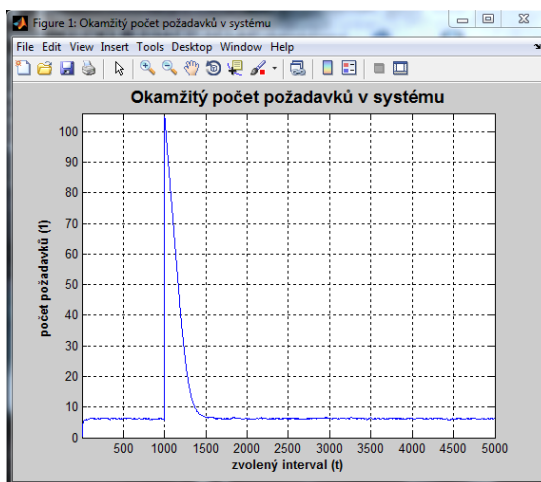 Figure 1: Okamžitý počet požadavků v systému
File Edit View Insert Tools Desktop Window Help
Okamžitý počet požadavků v systému
100
90
80
70
60
50
40
30
20
10
0
počet požadavků (1)
500 1000 1500 2000 2500 3000 3500 4000 4500 5000
zvolený interval (t)